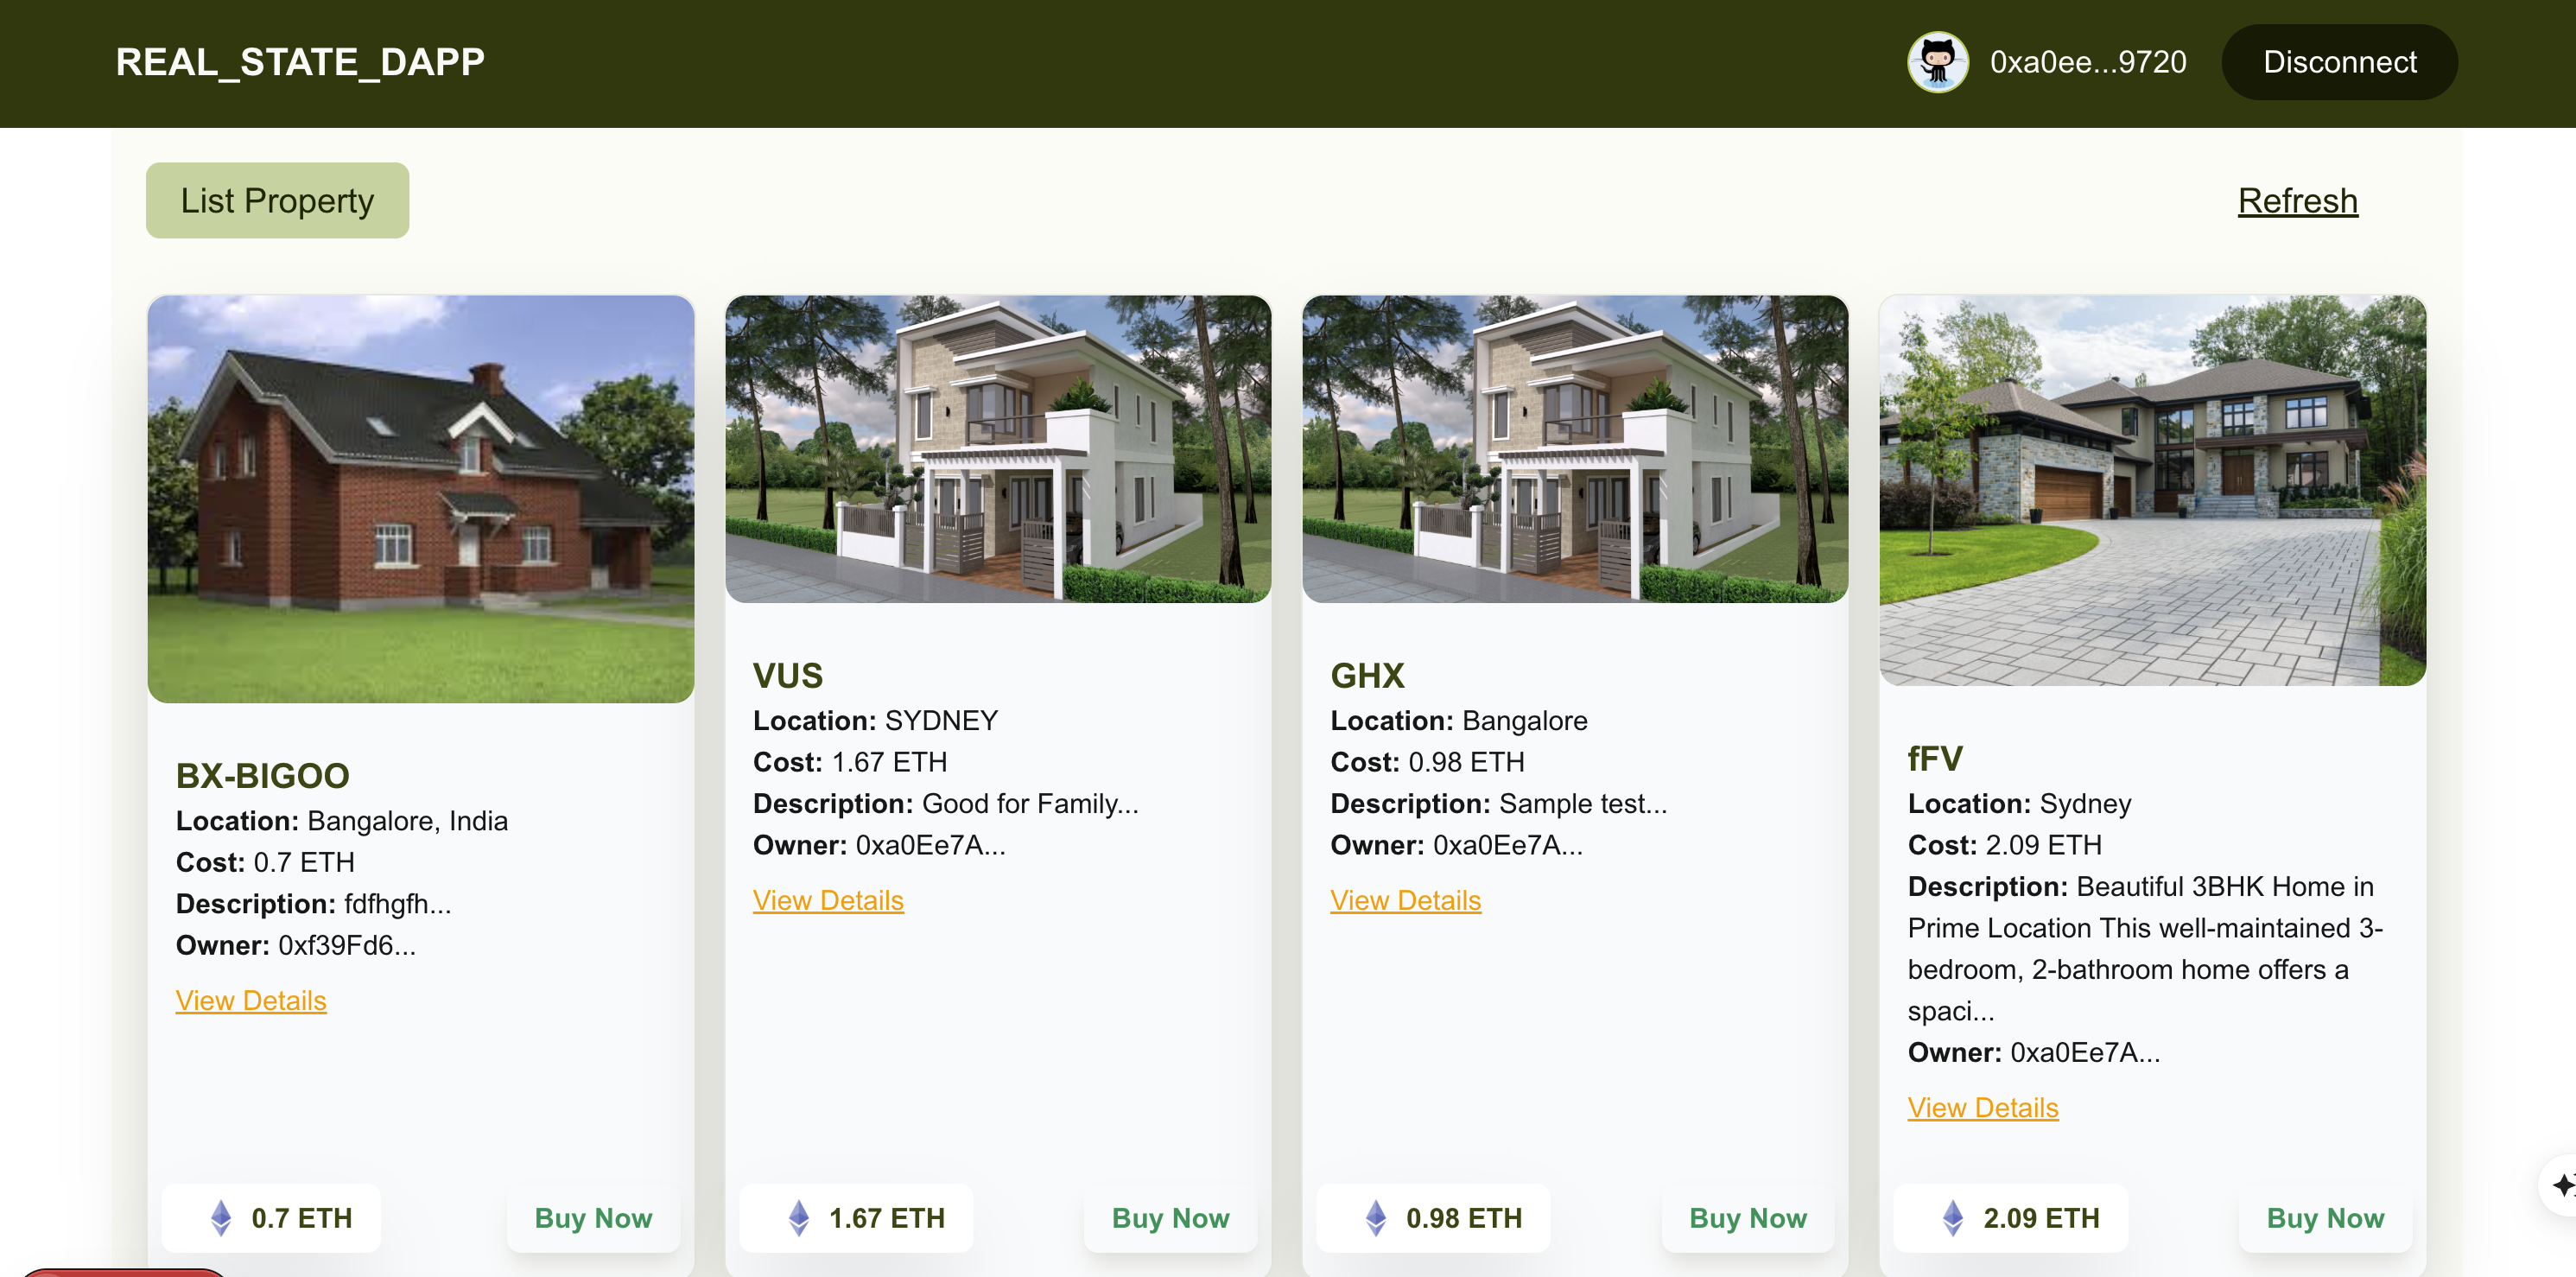 REAL_STATE_DAPP
0xa0ee...9720
Disconnect
List Property
Refresh
BX-BIGOO
Location: Bangalore, India
Cost: 0.7 ETH
Description: fdfhgfh...
Owner: 0xf39Fd6...
View Details
0.7 ETH
Buy Now
VUS
Location: SYDNEY
Cost: 1.67 ETH
Description: Good for Family...
Owner: 0xa0Ee7A...
View Details
1.67 ETH
Buy Now
GHX
Location: Bangalore
Cost: 0.98 ETH
Description: Sample test...
Owner: 0xa0Ee7A...
View Details
0.98 ETH
Buy Now
fFV
Location: Sydney
Cost: 2.09 ETH
Description: Beautiful 3BHK Home in
Prime Location This well-maintained 3-
bedroom, 2-bathroom home offers a
spaci...
Owner: 0xa0Ee7A...
View Details
2.09 ETH
Buy Now